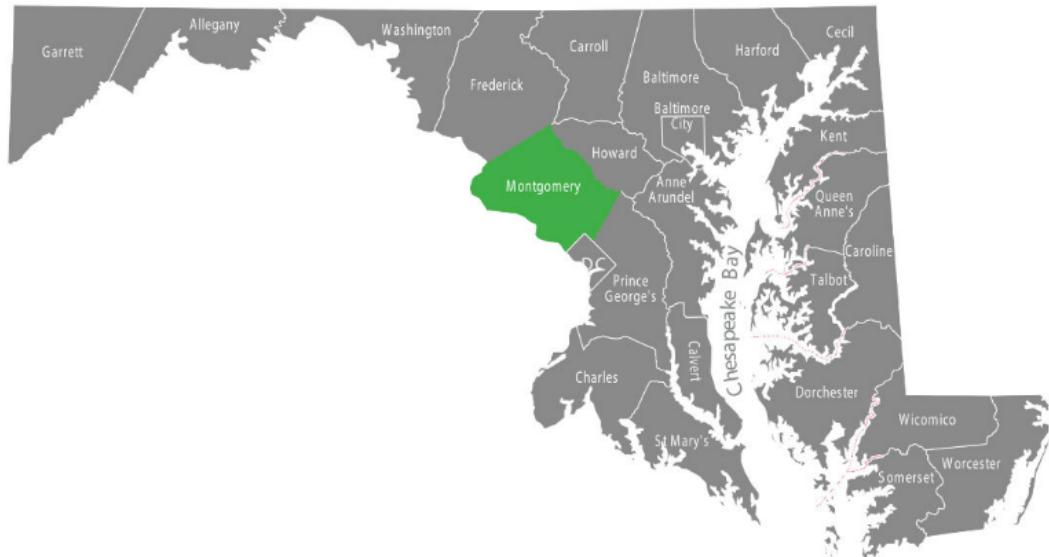 Garrett
Allegany
Washington
Frederick
Carroll
Baltimore
Harford
Cecil
Baltimore
City
Kent
Howard
Montgomery
Anne
Arundel
Queen
Anne's
Caroline
DC
Prince
George's
Talbot
Chesapeake Bay
Calvert
Charles
Dorchester
St Mary's
Wicomico
Somerset
Worcester